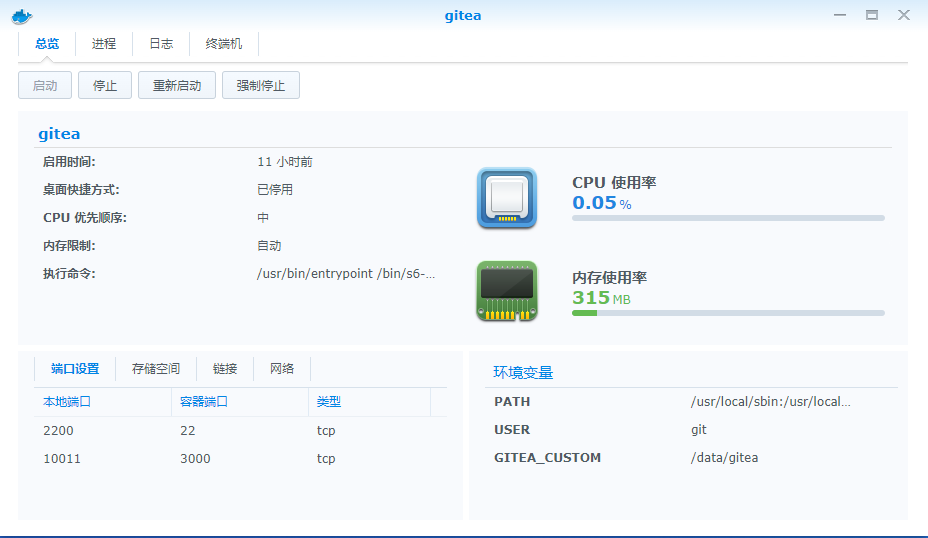 gitea
总览 进程 日志 终端机
启动 停止 重新启动 强制停止
gitea
启用时间: 11 小时前
桌面快捷方式: 已停用
CPU 优先顺序: 中
内存限制: 自动
执行命令: /usr/bin/entrypoint /bin/s6-...
CPU 使用率
0.05 %
内存使用率
315 MB
端口设置 存储空间 链接 网络
本地端口 容器端口 类型
2200 22 tcp
10011 3000 tcp
环境变量
PATH /usr/local/sbin:/usr/local...
USER git
GITEA_CUSTOM /data/gitea